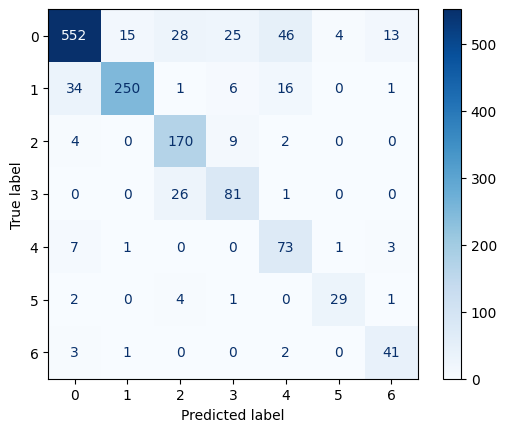 0 552 15 28 25 46 4 13
1 34 250 1 6 16 0 1
2 4 0 170 9 2 0 0
3 0 0 26 81 1 0 0
4 7 1 0 0 73 1 3
5 2 0 4 1 0 29 1
6 3 1 0 0 2 0 41
0 1 2 3 4 5 6
Predicted label
True label
500
400
300
200
100
0